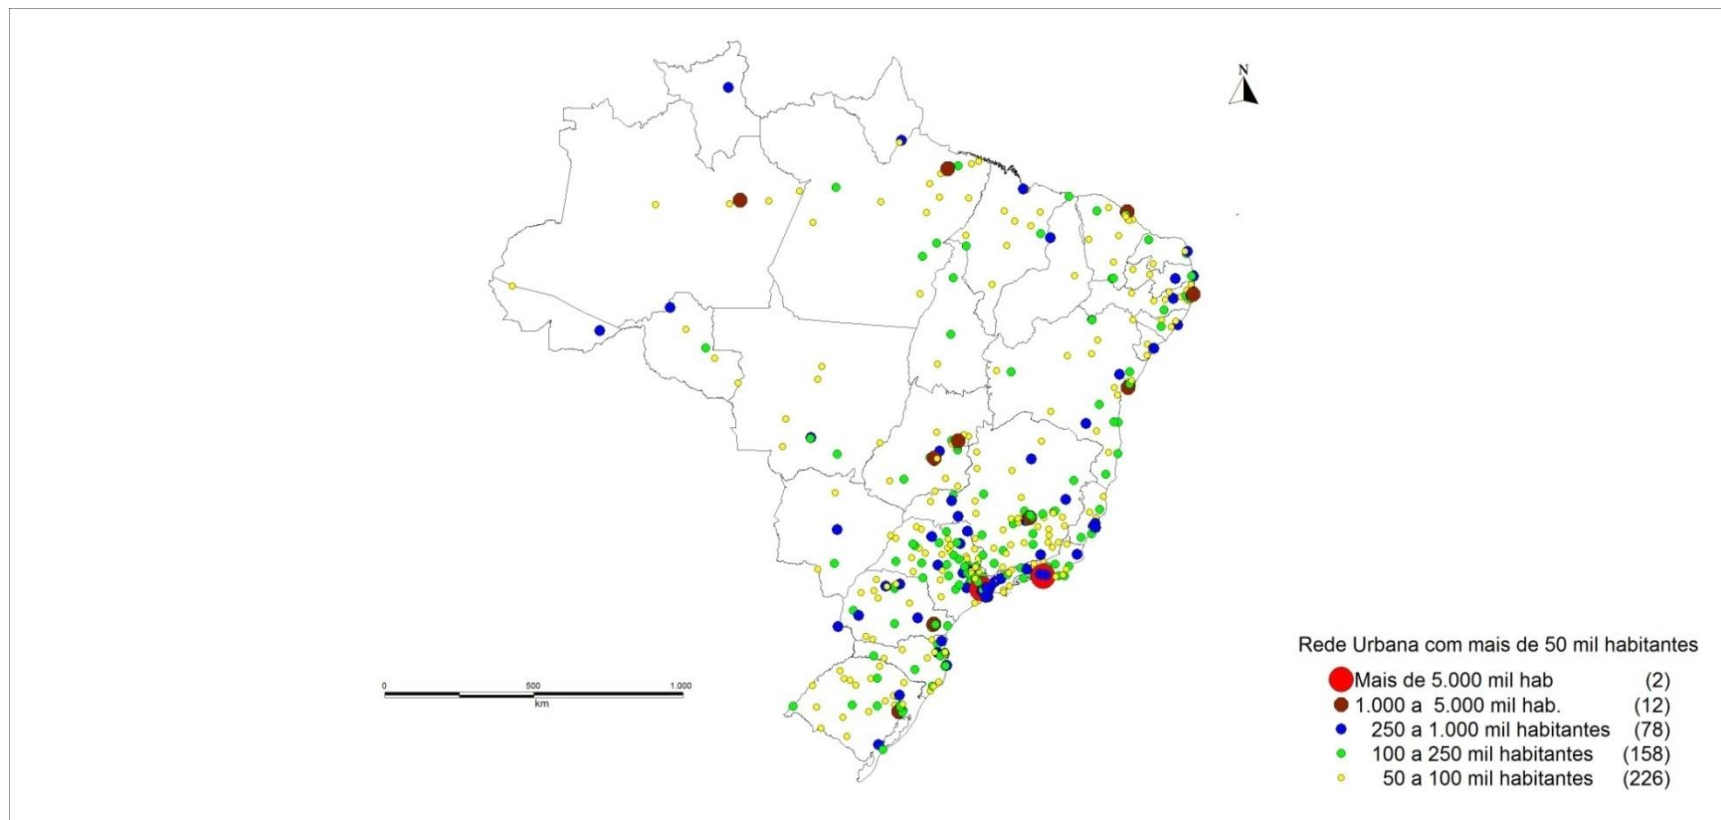 N
0 500 1.000
km
Rede Urbana com mais de 50 mil habitantes
Mais de 5.000 mil hab (2)
1.000 a 5.000 mil hab. (12)
250 a 1.000 mil habitantes (78)
100 a 250 mil habitantes (158)
50 a 100 mil habitantes (226)